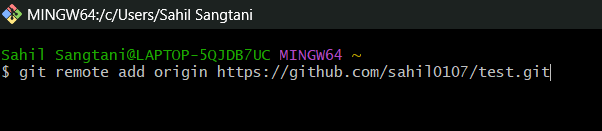 MINGW64:/c/Users/Sahil Sangtani
Sahil Sangtani@LAPTOP-5QJDB7UC MINGW64 ~
$ git remote add origin https://github.com/sahil0107/test.git